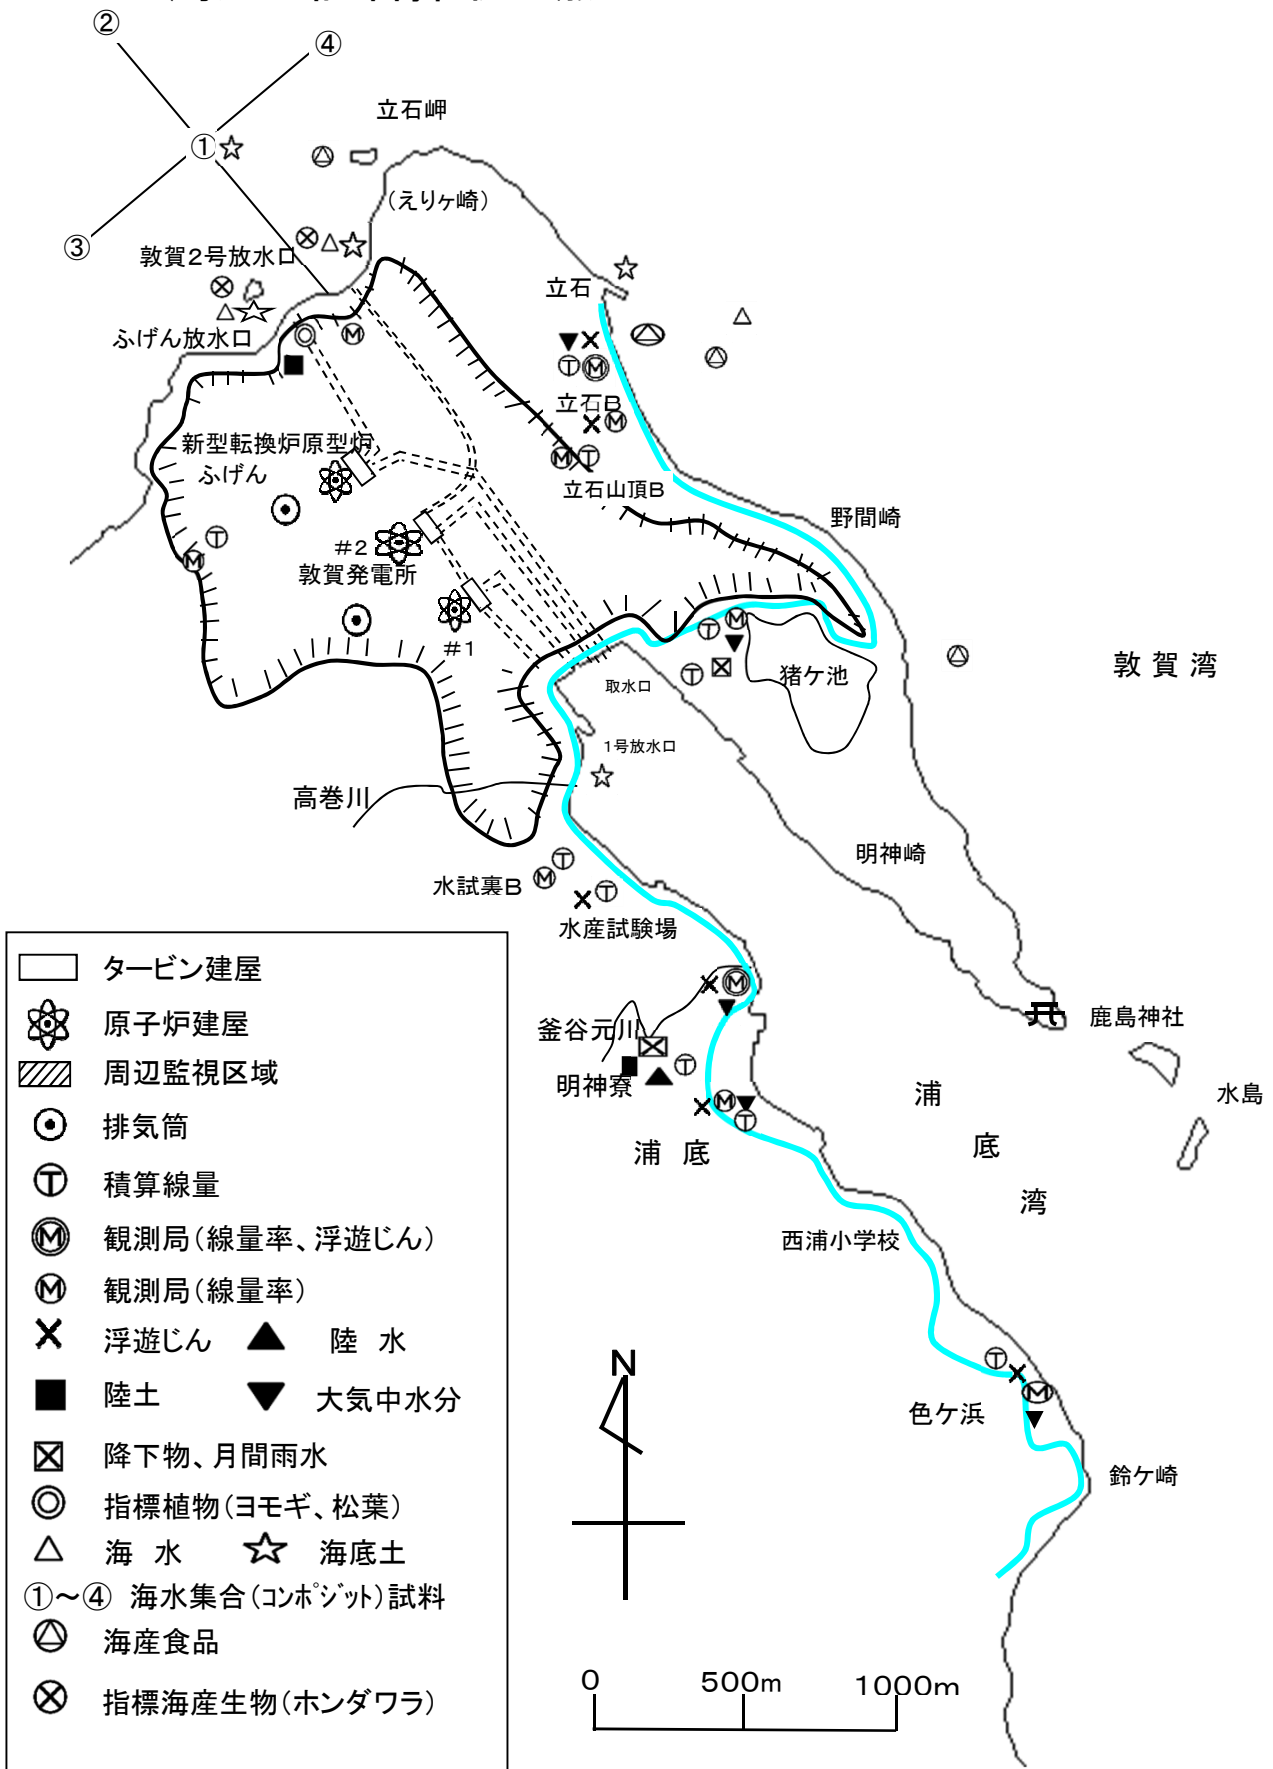 ②
④
立石岬
①
(えりヶ崎)
③
敦賀2号放水口
立石
ふげん放水口
M
T
M
立石B
M
新型転換炉原型炉
ふげん
M
T
立石山頂B
野間崎
T
M
#2
敦賀発電所
#1
T
M
T
猪ケ池
敦賀湾
取水口
1号放水口
高巻川
明神崎
T
水試裏B
M
T
水産試験場
M
鹿島神社
釜谷元川
T
明神寮
M
T
水島
浦底
浦
底
湾
西浦小学校
T
M
色ケ浜
鈴ケ崎
タービン建屋
原子炉建屋
周辺監視区域
排気筒
T 積算線量
M 観測局(線量率、浮遊じん)
M 観測局(線量率)
浮遊じん 陸 水
陸土 大気中水分
降下物、月間雨水
指標植物(ヨモギ、松葉)
海 水 海底土
①~④ 海水集合(コンポジット)試料
海産食品
指標海産生物(ホンダワラ)
N
0 500m 1000m